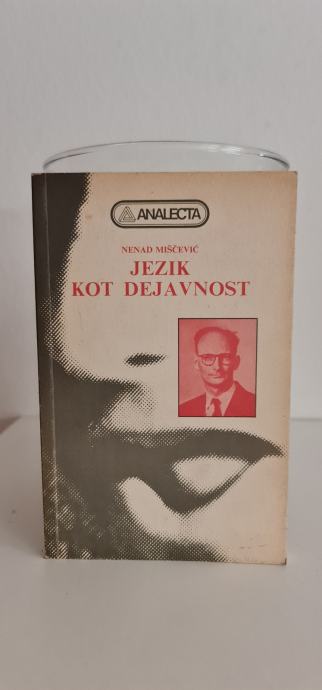 ANALECTA
NENAD MIŠČEVIĆ
JEZIK
KOT DEJAVNOST